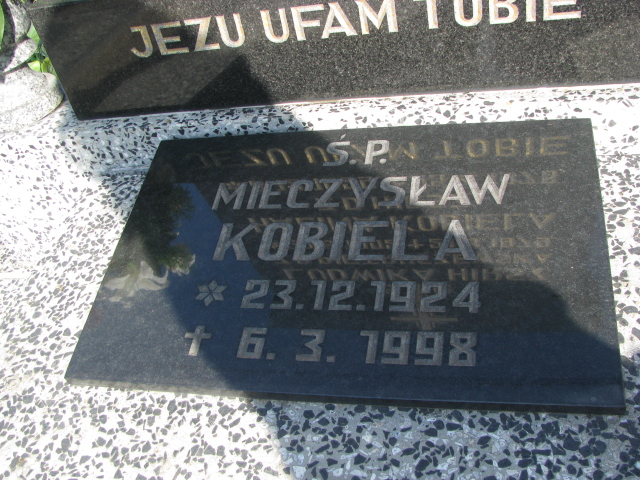 JEZU UFAM TOBIE
Ś.P.
MIECZYSŁAW
KOBIELA
* 23.12.1924
† 6. 3. 1998